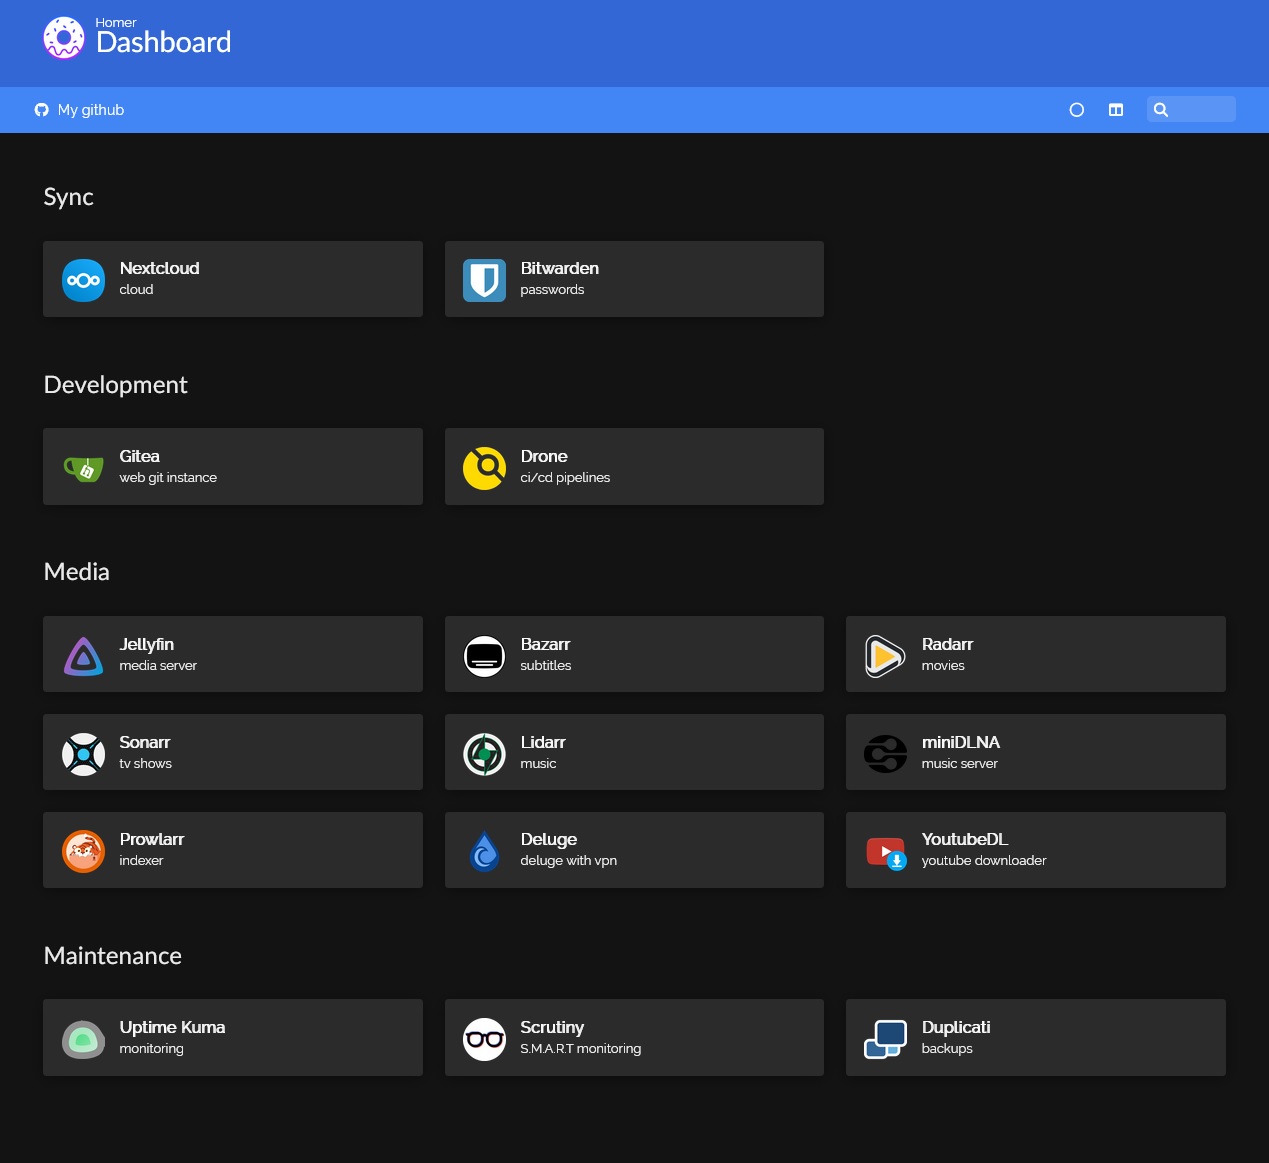 Homer
Dashboard
My github
Sync
Nextcloud
cloud
Bitwarden
passwords
Development
Gitea
web git instance
Drone
ci/cd pipelines
Media
Jellyfin
media server
Bazarr
subtitles
Radarr
movies
Sonarr
tv shows
Lidarr
music
miniDLNA
music server
Prowlarr
indexer
Deluge
deluge with vpn
YoutubeDL
youtube downloader
Maintenance
Uptime Kuma
monitoring
Scrutiny
S.M.A.R.T monitoring
Duplicati
backups